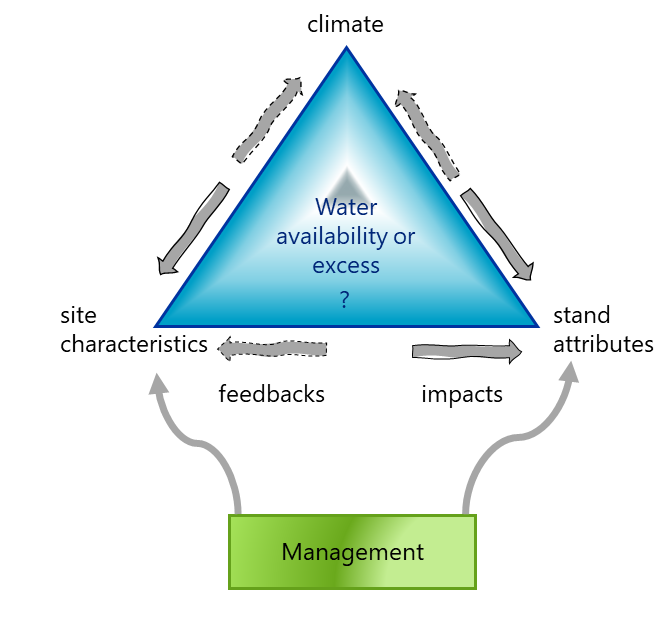 climate
Water
availability or
excess
?
site
characteristics
stand
attributes
feedbacks
impacts
Management